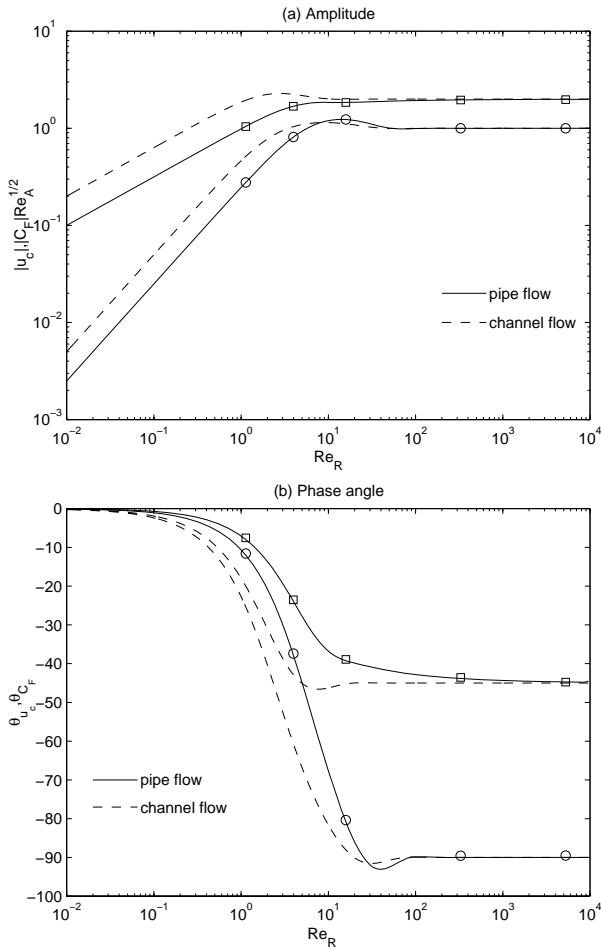 (a) Amplitude
10^1
10^0
10^-1
10^-2
10^-3
|u_c|,|C_F|Re_A^1/2
pipe flow
channel flow
10^-2 10^-1 10^0 10^1 10^2 10^3 10^4
Re_R
(b) Phase angle
0
−10
−20
−30
−40
−50
−60
−70
−80
−90
−100
θ_u_c,θ_C_F
pipe flow
channel flow
10^-2 10^-1 10^0 10^1 10^2 10^3 10^4
Re_R